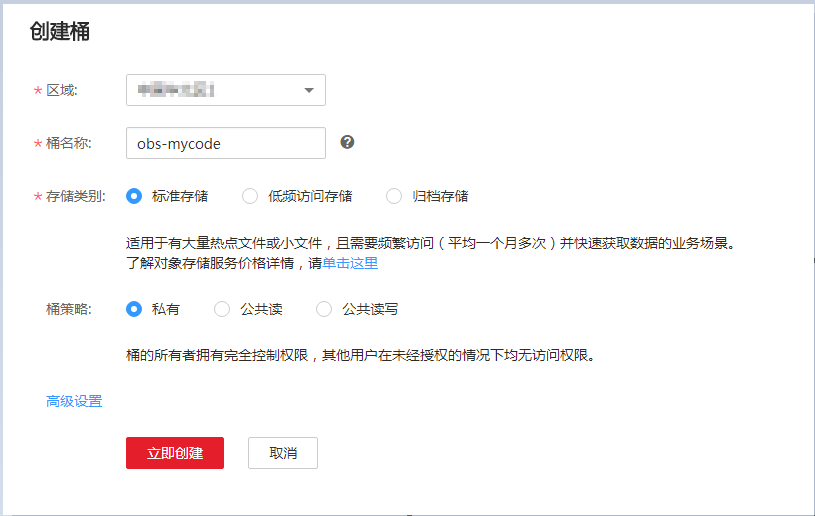 创建桶
* 区域:
* 桶名称: obs-mycode ?
* 存储类别: 标准存储 低频访问存储 归档存储
适用于有大量热点文件或小文件，且需要频繁访问（平均一个月多次）并快速获取数据的业务场景。
了解对象存储服务价格详情，请单击这里
桶策略: 私有 公共读 公共读写
桶的所有者拥有完全控制权限，其他用户在未经授权的情况下均无访问权限。
高级设置
立即创建 取消